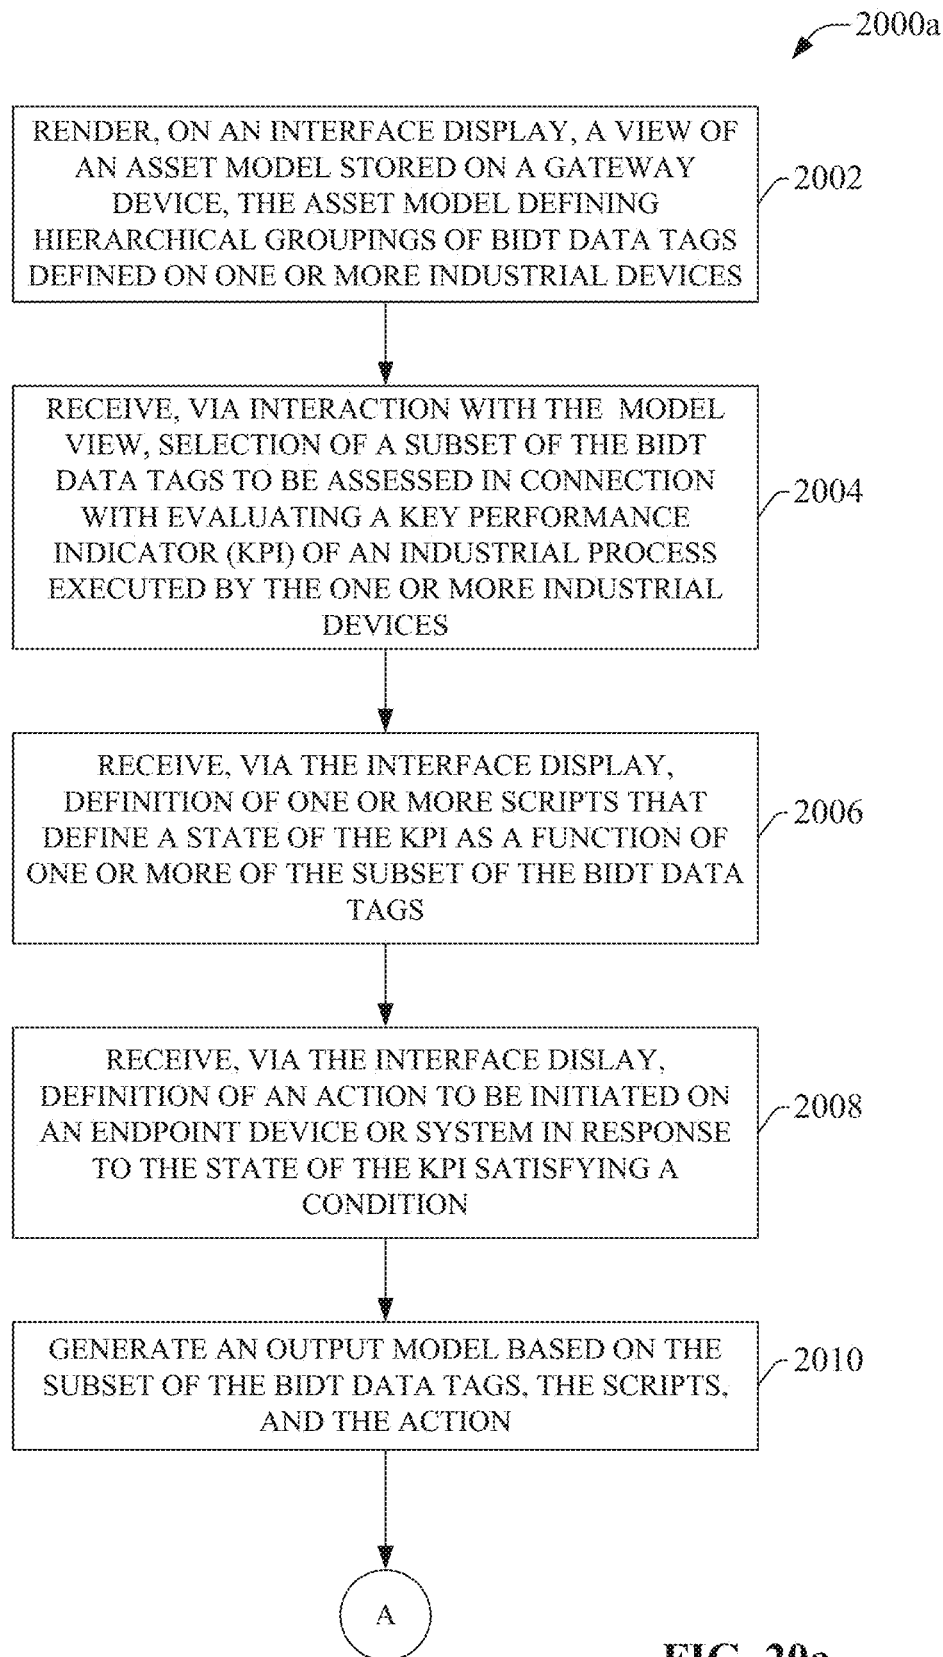 2000a
RENDER, ON AN INTERFACE DISPLAY, A VIEW OF
AN ASSET MODEL STORED ON A GATEWAY
DEVICE, THE ASSET MODEL DEFINING
HIERARCHICAL GROUPINGS OF BIDT DATA TAGS
DEFINED ON ONE OR MORE INDUSTRIAL DEVICES
2002
RECEIVE, VIA INTERACTION WITH THE MODEL
VIEW, SELECTION OF A SUBSET OF THE BIDT
DATA TAGS TO BE ASSESSED IN CONNECTION
WITH EVALUATING A KEY PERFORMANCE
INDICATOR (KPI) OF AN INDUSTRIAL PROCESS
EXECUTED BY THE ONE OR MORE INDUSTRIAL
DEVICES
2004
RECEIVE, VIA THE INTERFACE DISPLAY,
DEFINITION OF ONE OR MORE SCRIPTS THAT
DEFINE A STATE OF THE KPI AS A FUNCTION OF
ONE OR MORE OF THE SUBSET OF THE BIDT DATA
TAGS
2006
RECEIVE, VIA THE INTERFACE DISLAY,
DEFINITION OF AN ACTION TO BE INITIATED ON
AN ENDPOINT DEVICE OR SYSTEM IN RESPONSE
TO THE STATE OF THE KPI SATISFYING A
CONDITION
2008
GENERATE AN OUTPUT MODEL BASED ON THE
SUBSET OF THE BIDT DATA TAGS, THE SCRIPTS,
AND THE ACTION
2010
A
FIG. 20a